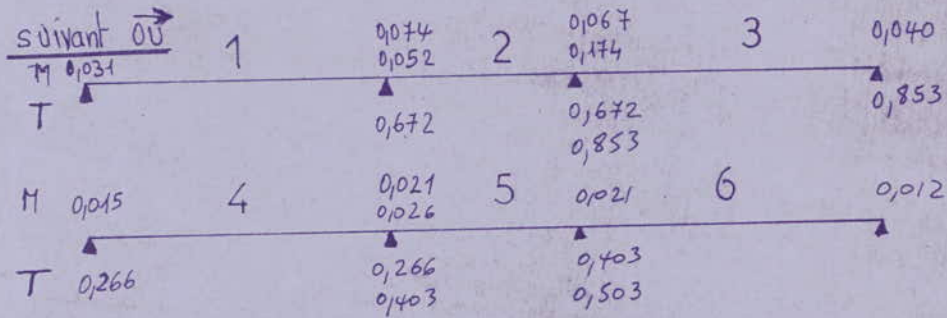 suivant OU
1 0,074 2 0,067 3 0,040
0,052 0,174
M 0,031
T 0,672 0,672 0,853
0,853
M 0,015 4 0,021 5 0,021 6 0,012
0,026
T 0,266 0,266 0,403
0,403 0,503